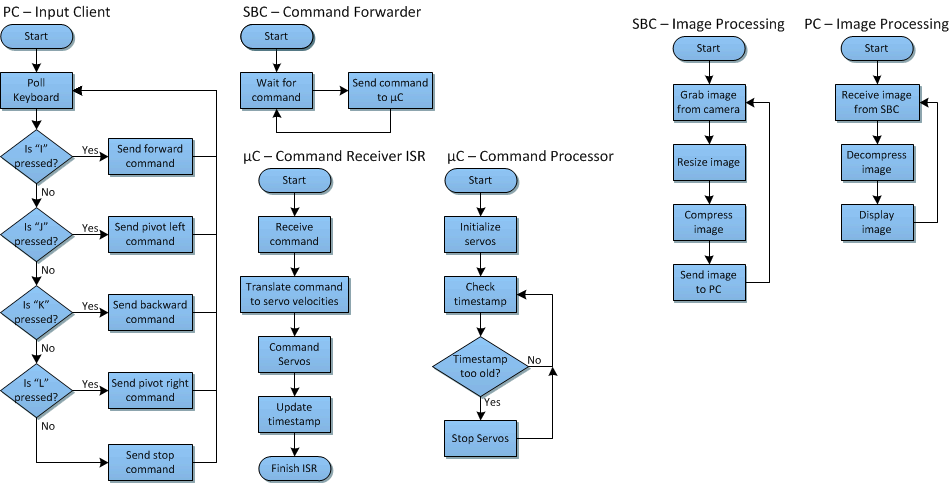 PC – Input Client
Start
Poll
Keyboard
Is “I”
pressed?
Yes
Send forward
command
No
Is “J”
pressed?
Yes
Send pivot left
command
No
Is “K”
pressed?
Yes
Send backward
command
No
Is “L”
pressed?
Yes
Send pivot right
command
No
Send stop
command
SBC – Command Forwarder
Start
Wait for
command
Send command
to µC
µC – Command Receiver ISR
Start
Receive
command
Translate command
to servo velocities
Command
Servos
Update
timestamp
Finish ISR
µC – Command Processor
Start
Initialize
servos
Check
timestamp
Timestamp
too old?
No
Yes
Stop Servos
SBC – Image Processing
Start
Grab image
from camera
Resize image
Compress
image
Send image
to PC
PC – Image Processing
Start
Receive image
from SBC
Decompress
image
Display
image